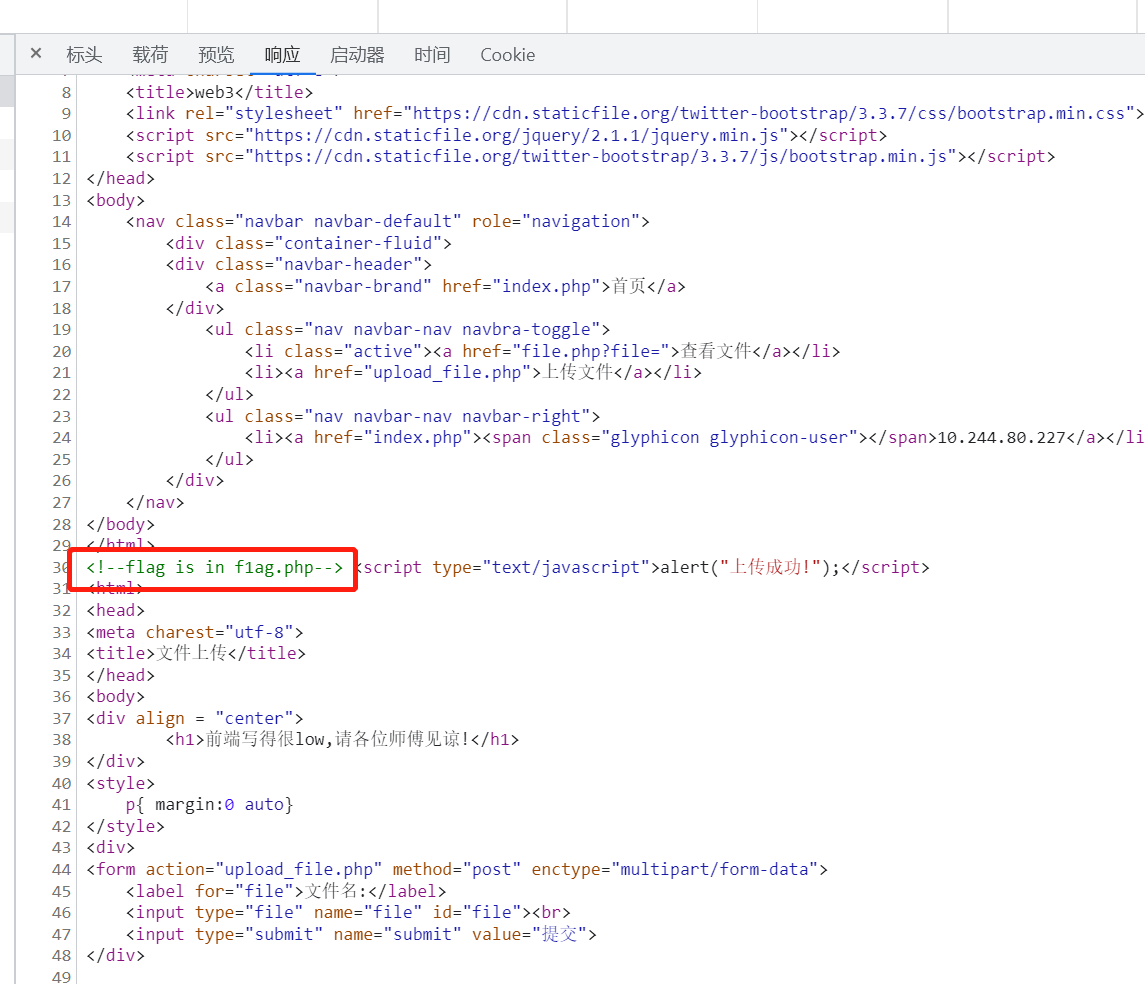 × 标头 载荷 预览 响应 启动器 时间 Cookie
8 <title>web3</title>
9 <link rel="stylesheet" href="https://cdn.staticfile.org/twitter-bootstrap/3.3.7/css/bootstrap.min.css">
10 <script src="https://cdn.staticfile.org/jquery/2.1.1/jquery.min.js"></script>
11 <script src="https://cdn.staticfile.org/twitter-bootstrap/3.3.7/js/bootstrap.min.js"></script>
12 </head>
13 <body>
14 <nav class="navbar navbar-default" role="navigation">
15 <div class="container-fluid">
16 <div class="navbar-header">
17 <a class="navbar-brand" href="index.php">首页</a>
18 </div>
19 <ul class="nav navbar-nav navbra-toggle">
20 <li class="active"><a href="file.php?file=">查看文件</a></li>
21 <li><a href="upload_file.php">上传文件</a></li>
22 </ul>
23 <ul class="nav navbar-nav navbar-right">
24 <li><a href="index.php"><span class="glyphicon glyphicon-user"></span>10.244.80.227</a></li
25 </ul>
26 </div>
27 </nav>
28 </body>
29 </html>
30 <!--flag is in f1ag.php--> <script type="text/javascript">alert("上传成功!");</script>
31 <html>
32 <head>
33 <meta charest="utf-8">
34 <title>文件上传</title>
35 </head>
36 <body>
37 <div align = "center">
38 <h1>前端写得很low,请各位师傅见谅!</h1>
39 </div>
40 <style>
41 p{ margin:0 auto}
42 </style>
43 <div>
44 <form action="upload_file.php" method="post" enctype="multipart/form-data">
45 <label for="file">文件名:</label>
46 <input type="file" name="file" id="file"><br>
47 <input type="submit" name="submit" value="提交">
48 </div>
49